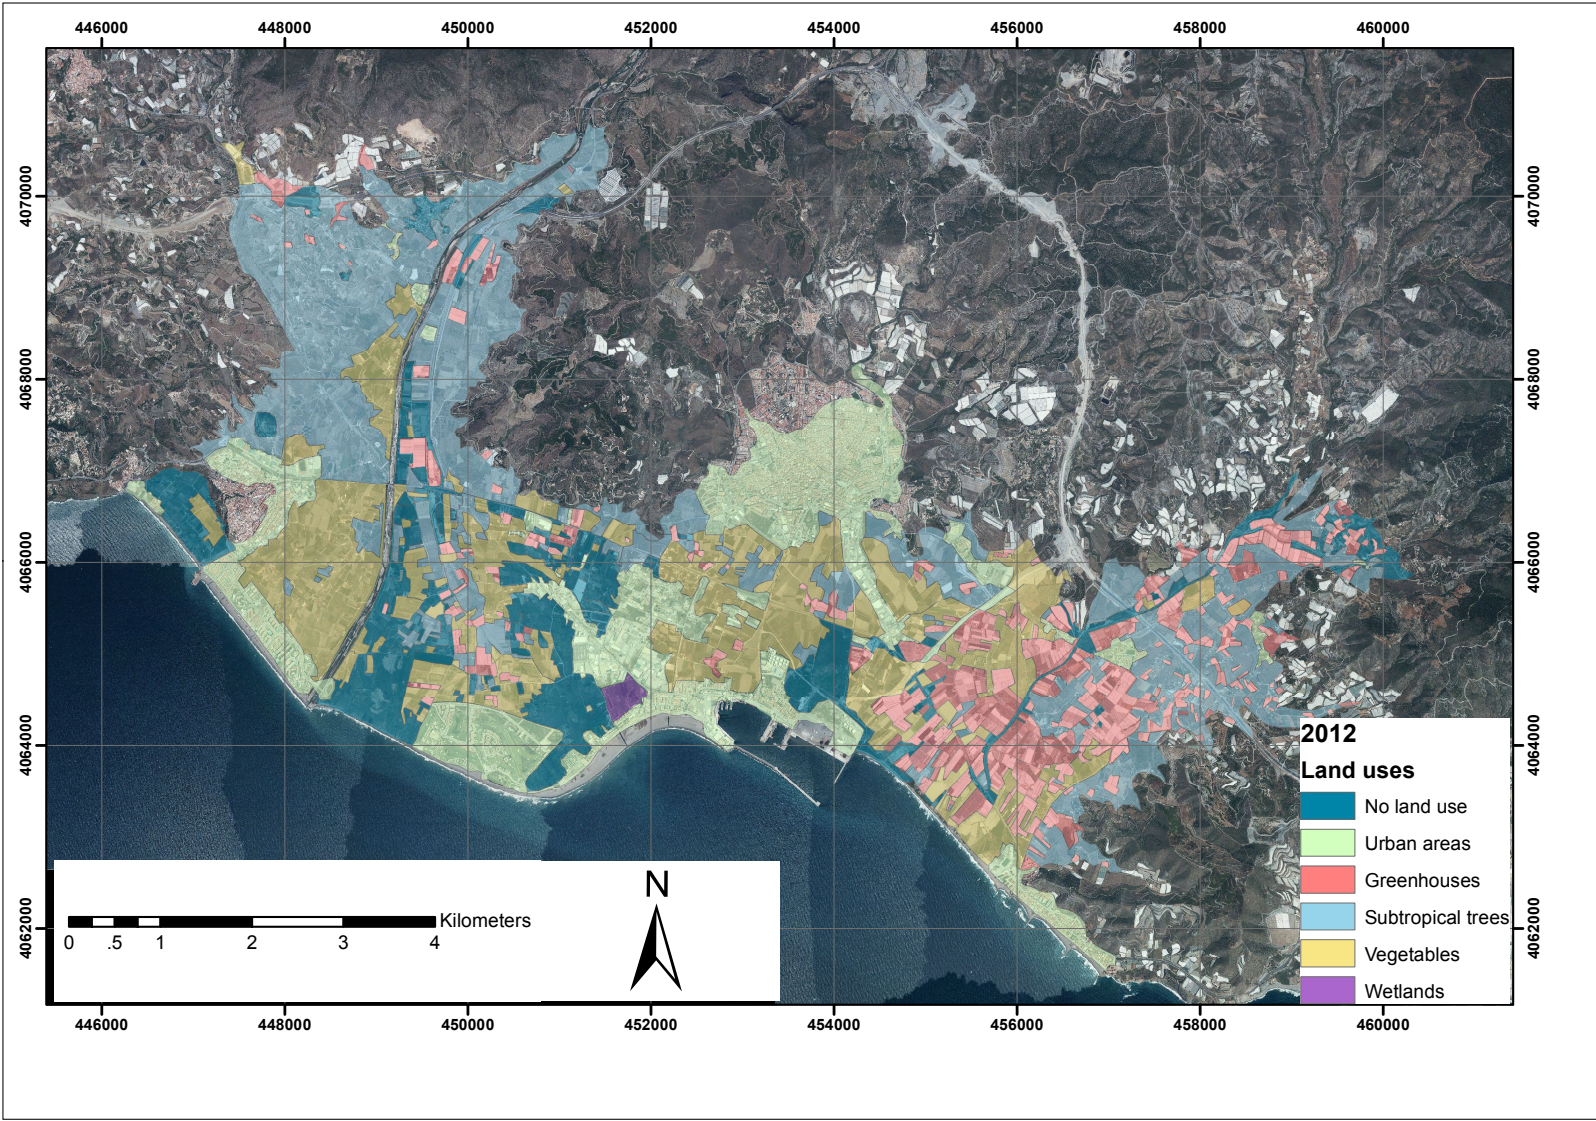 446000 448000 450000 452000 454000 456000 458000 460000
4070000 4070000
4068000 4068000
4066000 4066000
4064000 4064000
4062000 4062000
2012
Land uses
No land use
Urban areas
Greenhouses
Subtropical trees
Vegetables
Wetlands
N
Kilometers
0 .5 1 2 3 4
446000 448000 450000 452000 454000 456000 458000 460000